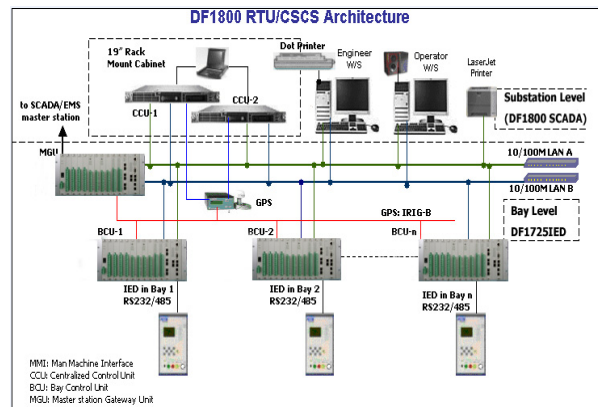 DF1800 RTU/CSCS Architecture
19" Rack
Mount Cabinet
Dot Printer
Engineer
W/S
Operator
W/S
LaserJet
Printer
CCU-1
CCU-2
to SCADA/EMS
master station
Substation Level
(DF1800 SCADA)
MGU
10/100M LAN A
10/100M LAN B
GPS
GPS: IRIG-B
Bay Level
DF1725IED
BCU-1
BCU-2
BCU-n
IED in Bay 1
RS232/485
IED in Bay 2
RS232/485
IED in Bay n
RS232/485
MMI: Man Machine Interface
CCU: Centralized Control Unit
BCU: Bay Control Unit
MGU: Master station Gateway Unit